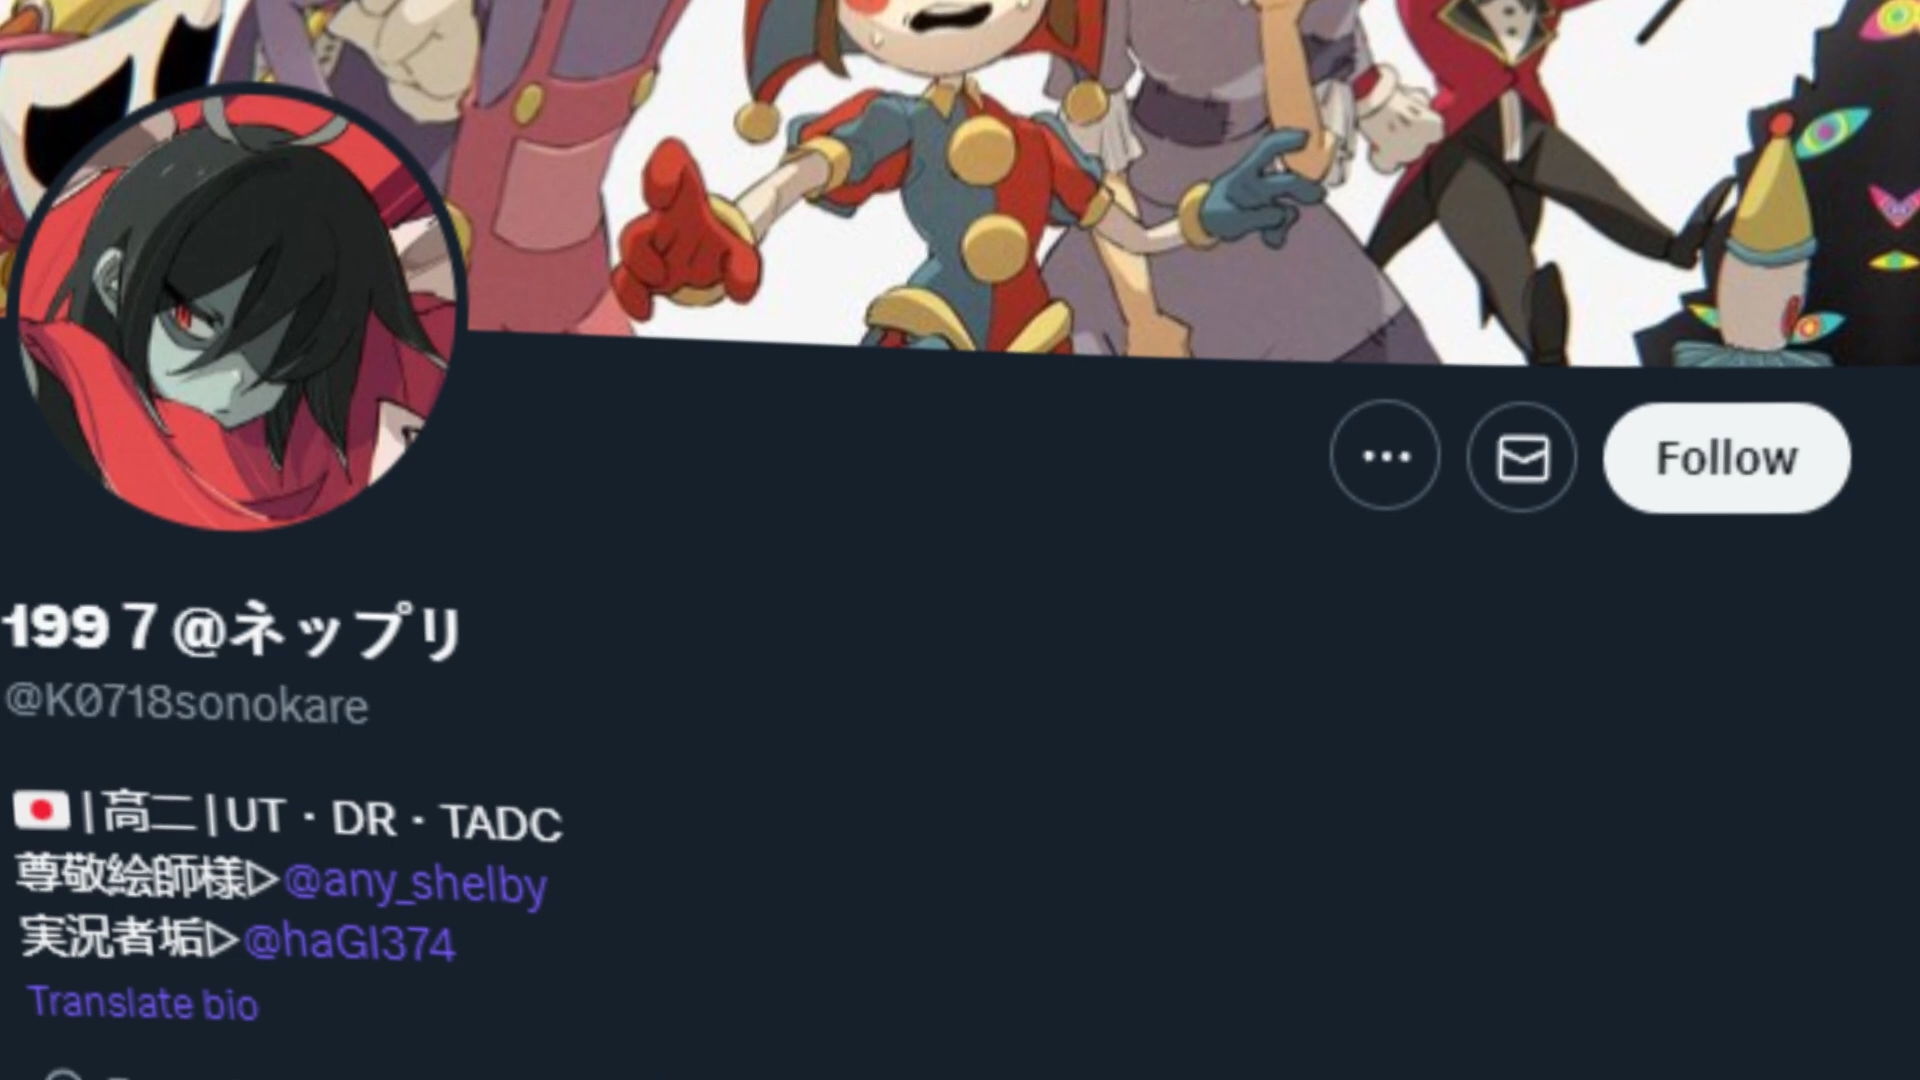 Follow
199７@ネップリ
@K0718sonokare
🇯🇵|高二|UT・DR・TADC
尊敬絵師様▷@any_shelby
実況者垢▷@haGI374
Translate bio